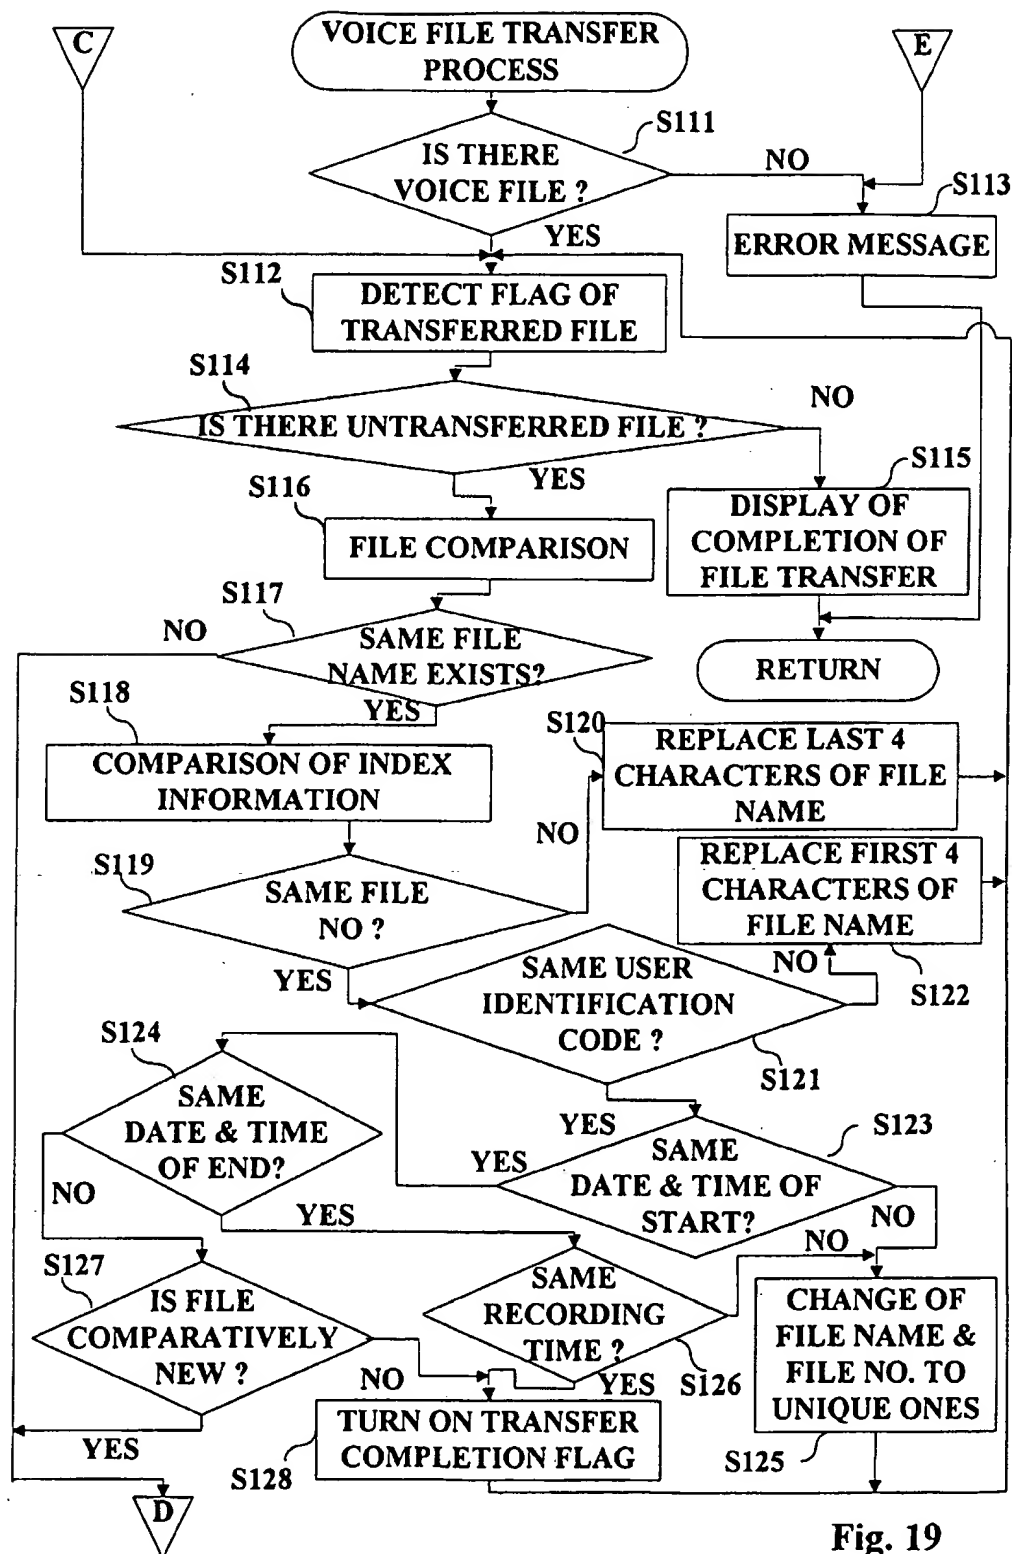 C
VOICE FILE TRANSFER
PROCESS
E
S111
IS THERE
VOICE FILE ?
NO
S113
YES
ERROR MESSAGE
S112
DETECT FLAG OF
TRANSFERRED FILE
S114
NO
IS THERE UNTRANSFERRED FILE ?
YES
S115
S116
DISPLAY OF
COMPLETION OF
FILE TRANSFER
FILE COMPARISON
S117
NO
SAME FILE
NAME EXISTS?
RETURN
S118
YES
S120
COMPARISON OF INDEX
INFORMATION
REPLACE LAST 4
CHARACTERS OF FILE
NAME
NO
S119
SAME FILE
NO ?
REPLACE FIRST 4
CHARACTERS OF
FILE NAME
YES
SAME USER
IDENTIFICATION
CODE ?
NO
S122
S121
S124
SAME
DATE & TIME
OF END?
YES
S123
YES
SAME
DATE & TIME OF
START?
NO
YES
NO
NO
S127
IS FILE
COMPARATIVELY
NEW ?
SAME
RECORDING
TIME ?
CHANGE OF
FILE NAME &
FILE NO. TO
UNIQUE ONES
NO
YES
S126
TURN ON TRANSFER
COMPLETION FLAG
YES
S128
S125
D
Fig. 19